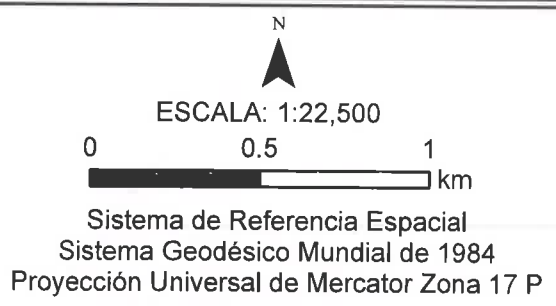 N
ESCALA: 1:22,500
0 0.5 1
km
Sistema de Referencia Espacial
Sistema Geodésico Mundial de 1984
Proyección Universal de Mercator Zona 17 P